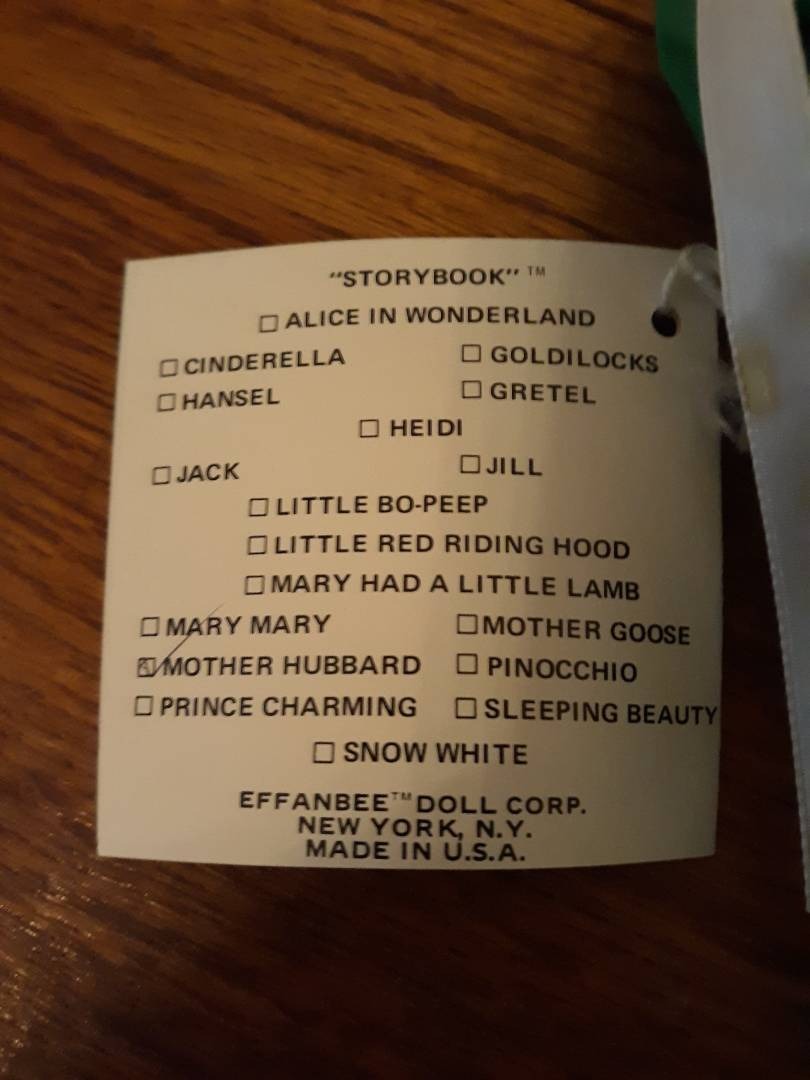 "STORYBOOK" ™
☐ ALICE IN WONDERLAND
☐ CINDERELLA ☐ GOLDILOCKS
☐ HANSEL ☐ GRETEL
☐ HEIDI
☐ JACK ☐ JILL
☐ LITTLE BO-PEEP
☐ LITTLE RED RIDING HOOD
☐ MARY HAD A LITTLE LAMB
☐ MARY MARY ☐ MOTHER GOOSE
☑ MOTHER HUBBARD ☐ PINOCCHIO
☐ PRINCE CHARMING ☐ SLEEPING BEAUTY
☐ SNOW WHITE
EFFANBEE™ DOLL CORP.
NEW YORK, N.Y.
MADE IN U.S.A.